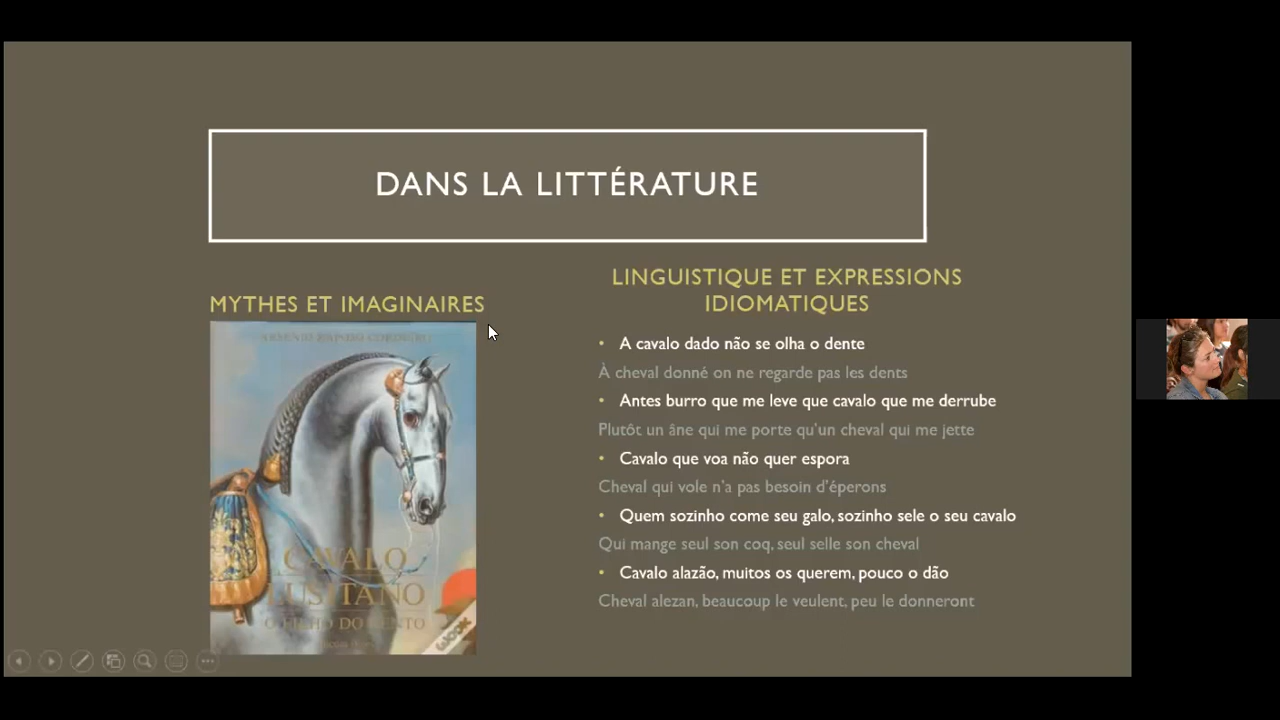 DANS LA LITTÉRATURE
MYTHES ET IMAGINAIRES
CAVALO
LUSITANO
O FILHO DO VENTO
WOOK
LINGUISTIQUE ET EXPRESSIONS
IDIOMATIQUES
• A cavalo dado não se olha o dente
À cheval donné on ne regarde pas les dents
• Antes burro que me leve que cavalo que me derrube
Plutôt un âne qui me porte qu'un cheval qui me jette
• Cavalo que voa não quer espora
Cheval qui vole n'a pas besoin d'éperons
• Quem sozinho come seu galo, sozinho sele o seu cavalo
Qui mange seul son coq, seul selle son cheval
• Cavalo alazão, muitos os querem, pouco o dão
Cheval alezan, beaucoup le veulent, peu le donneront